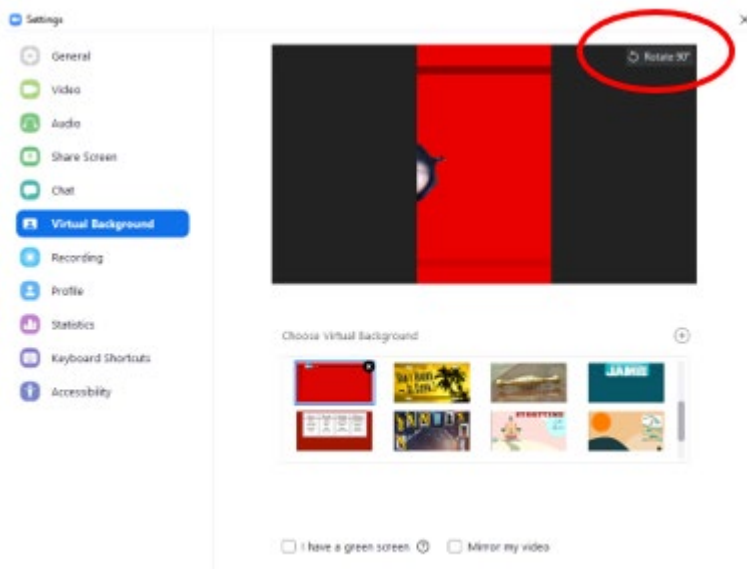 Settings
General
Rotate 90°
Video
Audio
Share Screen
Chat
Virtual Background
Recording
Profile
Statistics
Choose Virtual Background
Keyboard Shortcuts
Accessibility
JAMIE
STORYTIME
I have a green screen
Mirror my video